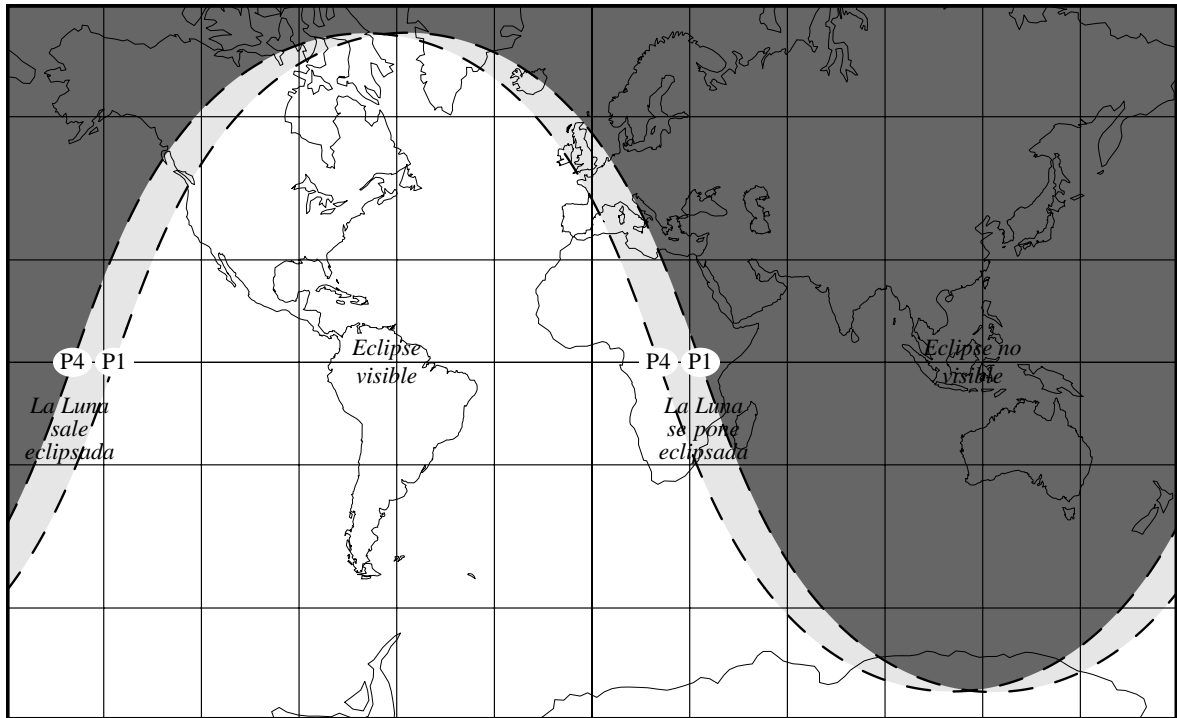 Eclipse
visible
Eclipse no
visible
P4
P1
P4
P1
La Luna
sale
eclipsada
La Luna
se pone
eclipsada